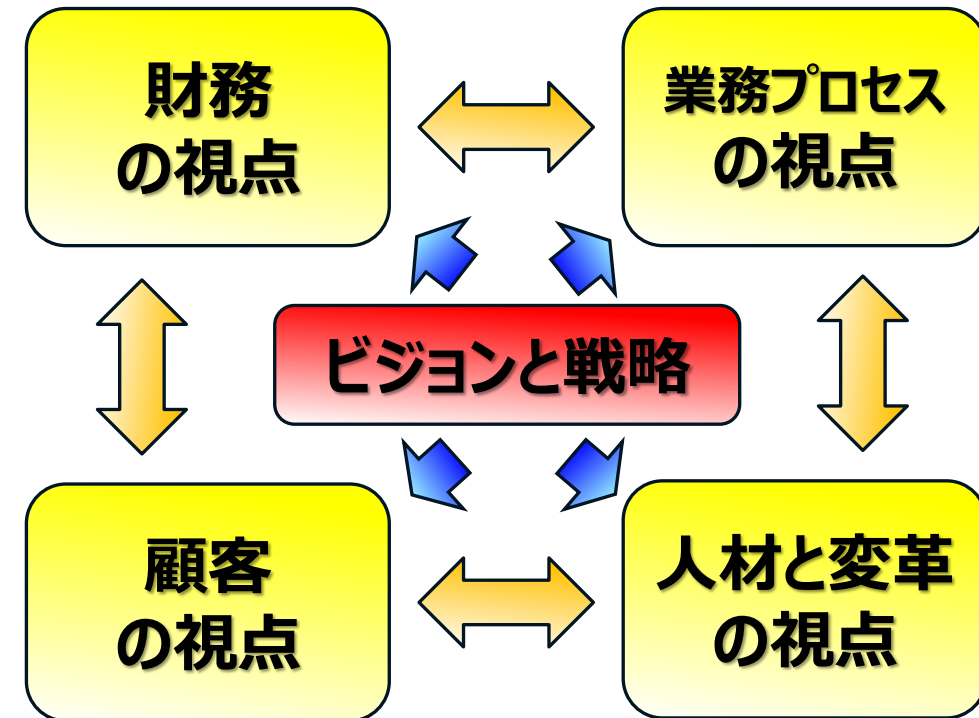 財務
の視点
業務プロセス
の視点
ビジョンと戦略
顧客
の視点
人材と変革
の視点